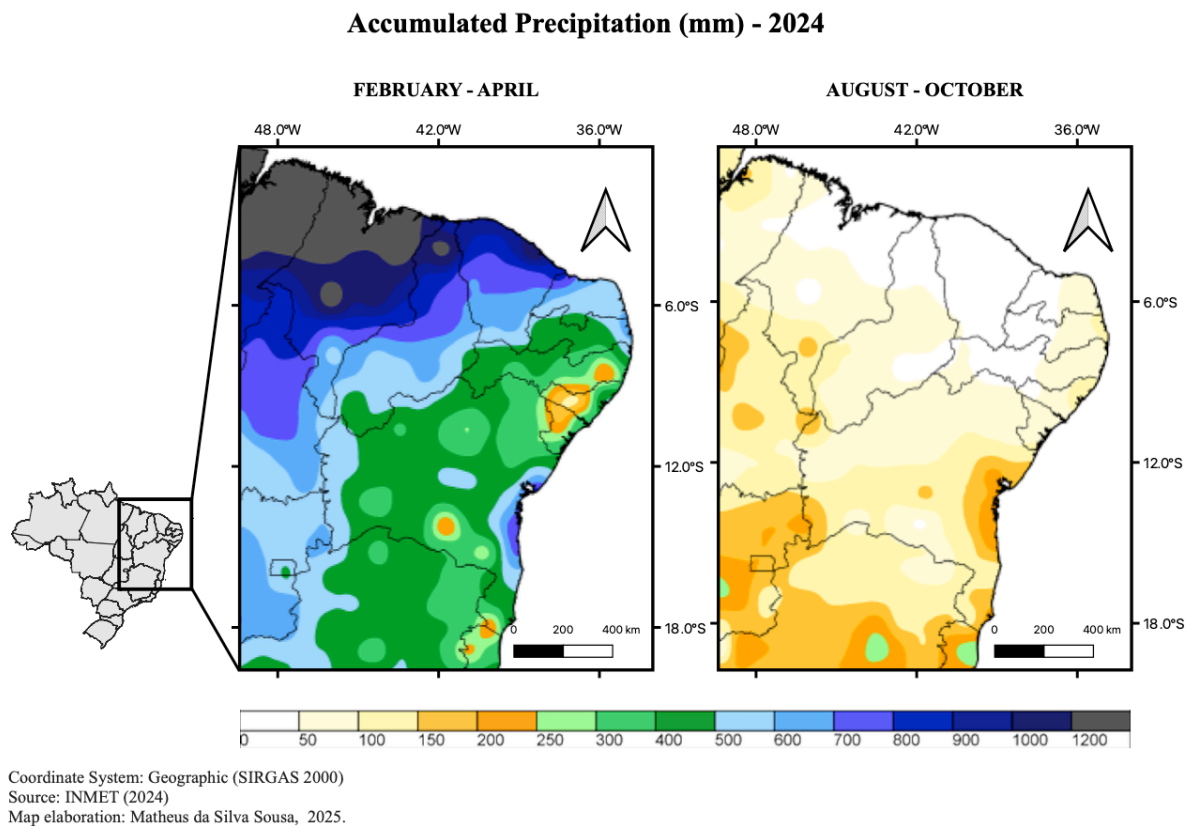 Accumulated Precipitation (mm) - 2024
FEBRUARY - APRIL
AUGUST - OCTOBER
48.0°W 42.0°W 36.0°W
48.0°W 42.0°W 36.0°W
6.0°S
6.0°S
12.0°S
12.0°S
18.0°S
18.0°S
0 200 400 km
0 200 400 km
0 50 100 150 200 250 300 400 500 600 700 800 900 1000 1200
Coordinate System: Geographic (SIRGAS 2000)
Source: INMET (2024)
Map elaboration: Matheus da Silva Sousa, 2025.